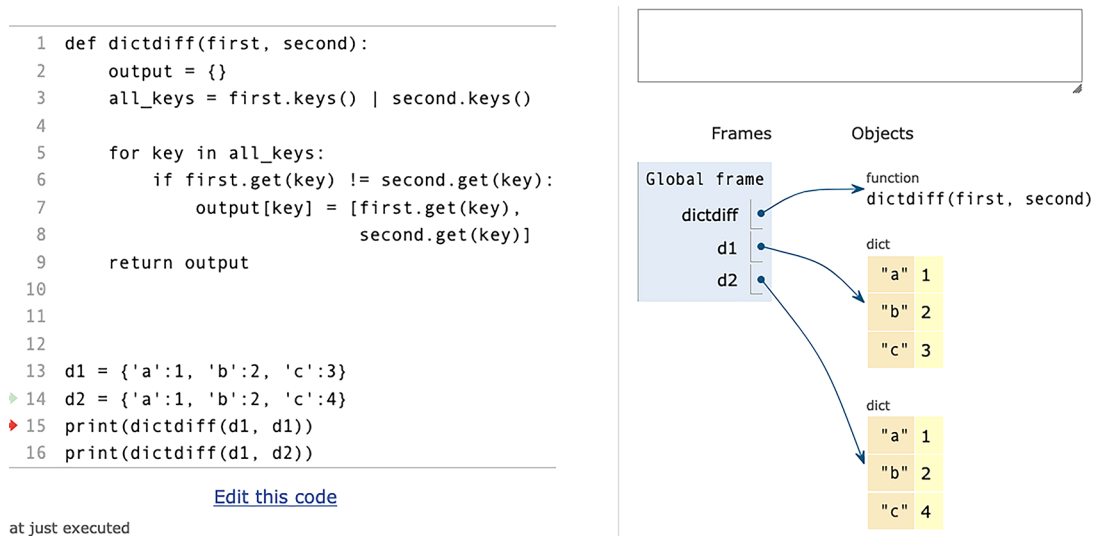 1 def dictdiff(first, second):
2     output = {}
3     all_keys = first.keys() | second.keys()
4
5     for key in all_keys:
6         if first.get(key) != second.get(key):
7             output[key] = [first.get(key),
8                            second.get(key)]
9     return output
10
11
12
13 d1 = {'a':1, 'b':2, 'c':3}
14 d2 = {'a':1, 'b':2, 'c':4}
15 print(dictdiff(d1, d1))
16 print(dictdiff(d1, d2))
Edit this code
at just executed
Frames Objects
Global frame
dictdiff
d1
d2
function
dictdiff(first, second)
dict
"a" 1
"b" 2
"c" 3
dict
"a" 1
"b" 2
"c" 4